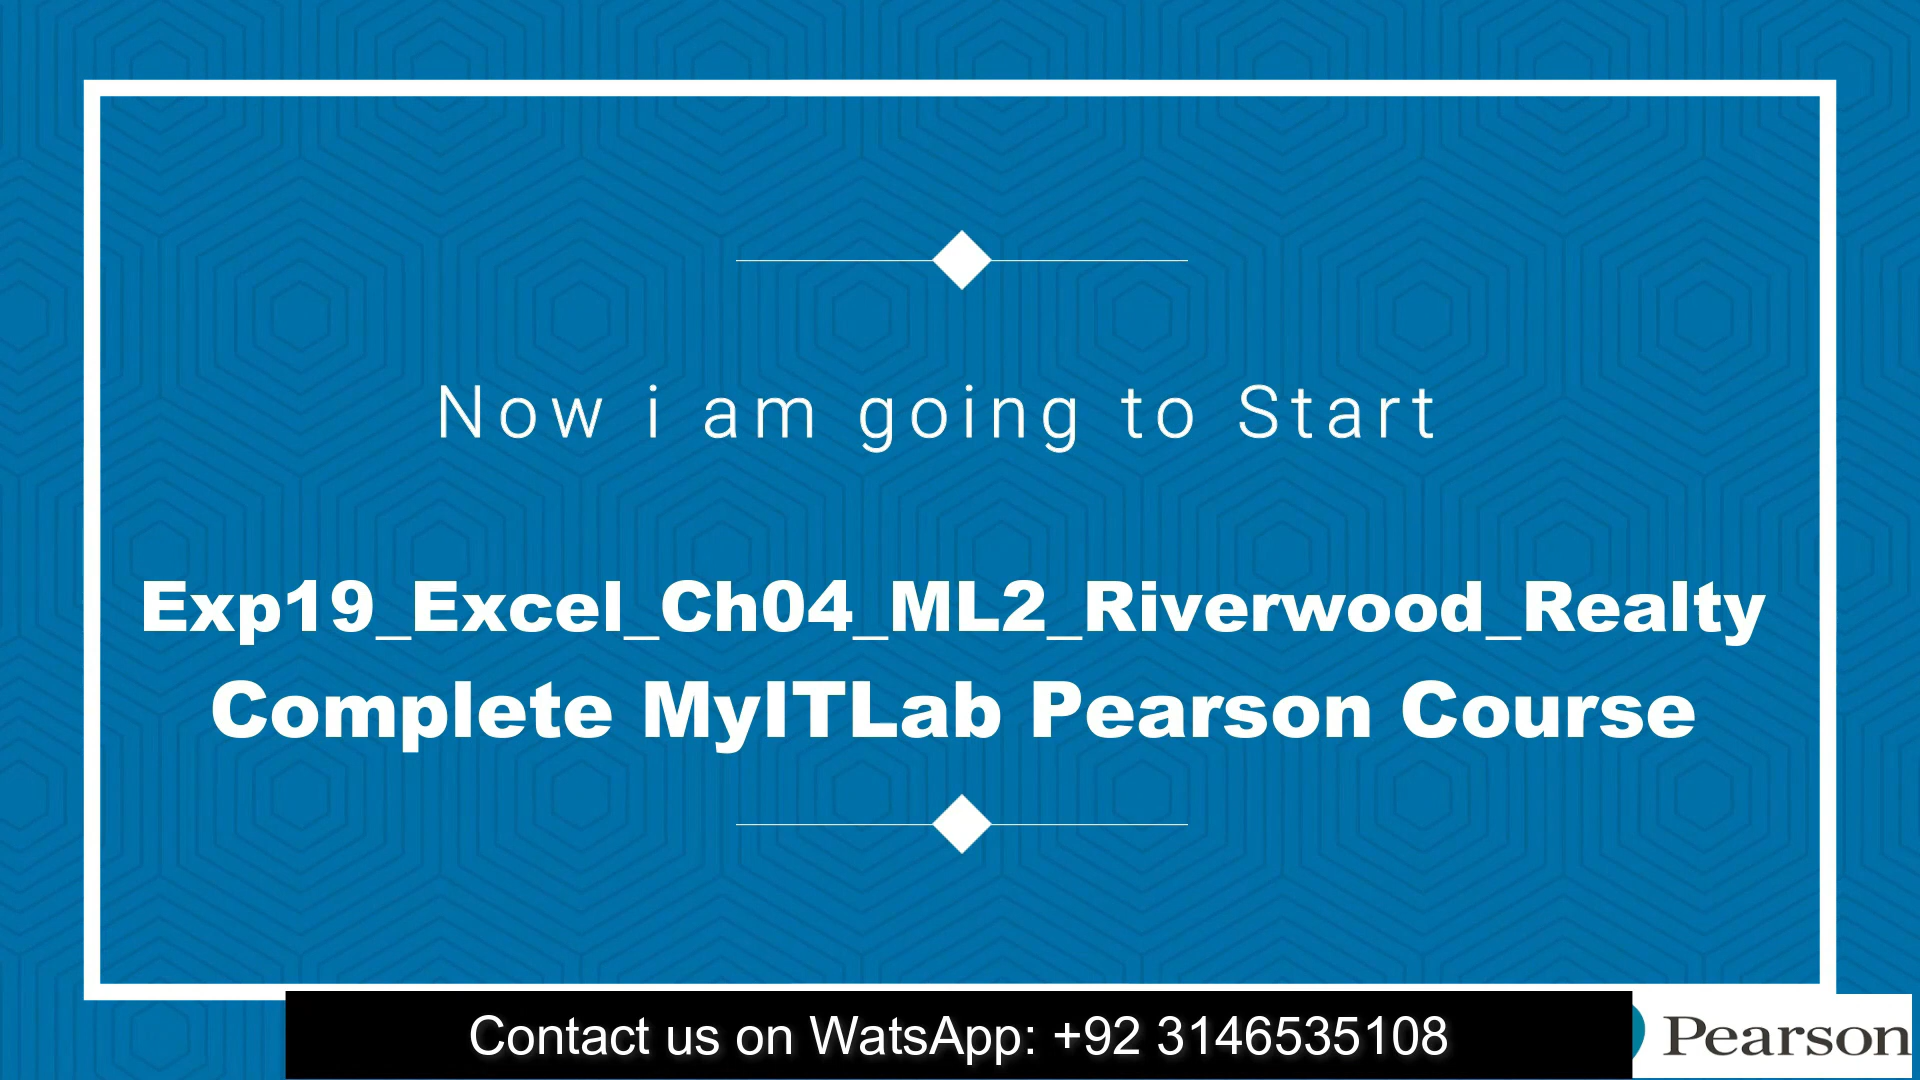 Now i am going to Start
Exp19_Excel_Ch04_ML2_Riverwood_Realty
Complete MyITLab Pearson Course
Contact us on WatsApp: +92 3146535108
Pearson